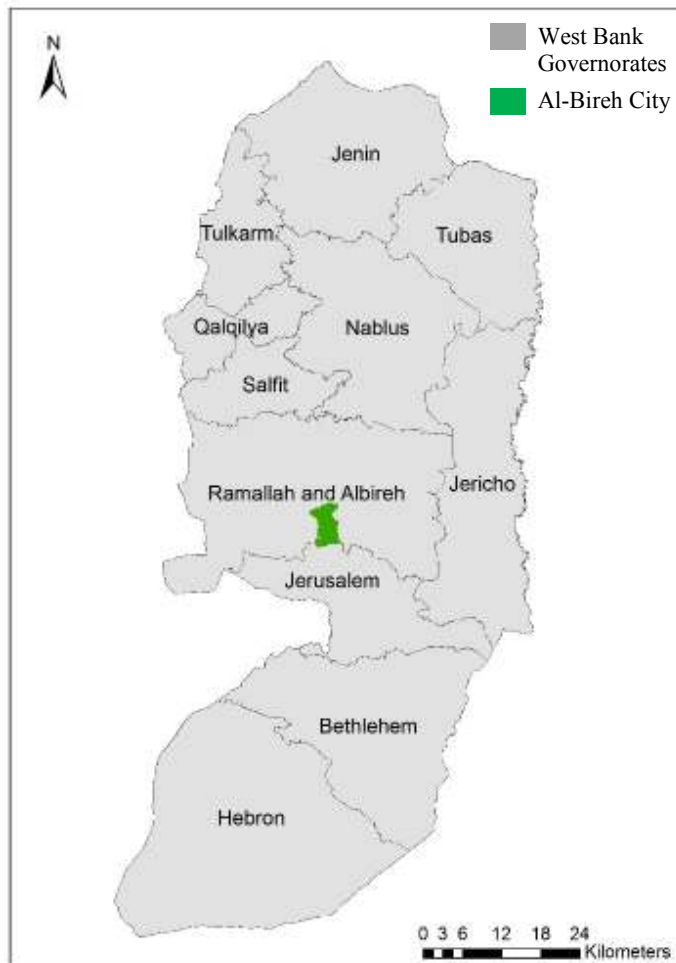 N
West Bank
Governorates
Al-Bireh City
Jenin
Tulkarm
Tubas
Qalqilya
Nablus
Salfit
Ramallah and Albireh
Jericho
Jerusalem
Bethlehem
Hebron
0 3 6 12 18 24
Kilometers